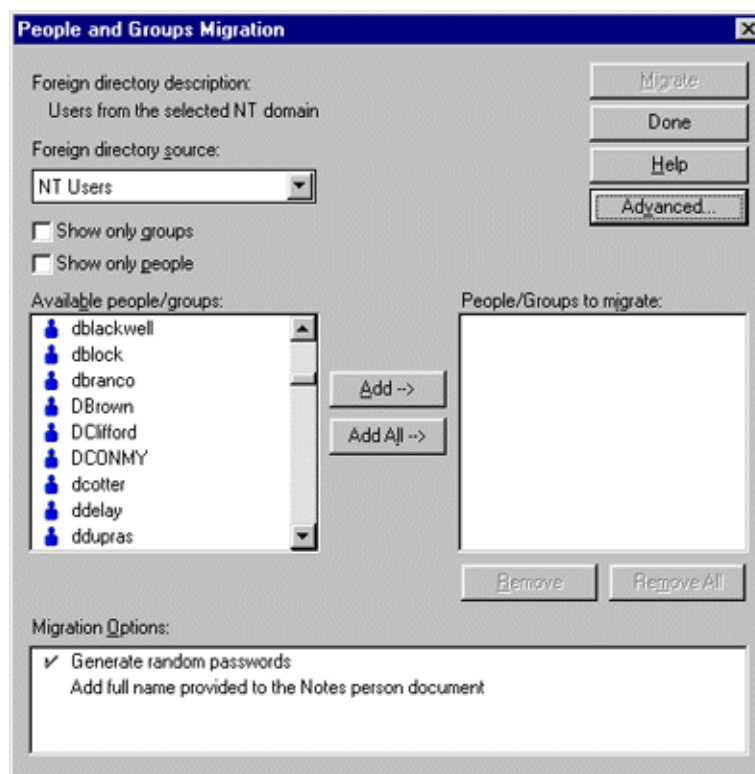 People and Groups Migration
Foreign directory description:
Users from the selected NT domain
Foreign directory source:
NT Users
Show only groups
Show only people
Migrate
Done
Help
Advanced...
Available people/groups:
dblackwell
dblock
dbranco
DBrown
DClifford
DCONMY
dcotter
ddelay
ddupras
Add -->
Add All -->
People/Groups to migrate:
Remove
Remove All
Migration Options:
Generate random passwords
Add full name provided to the Notes person document